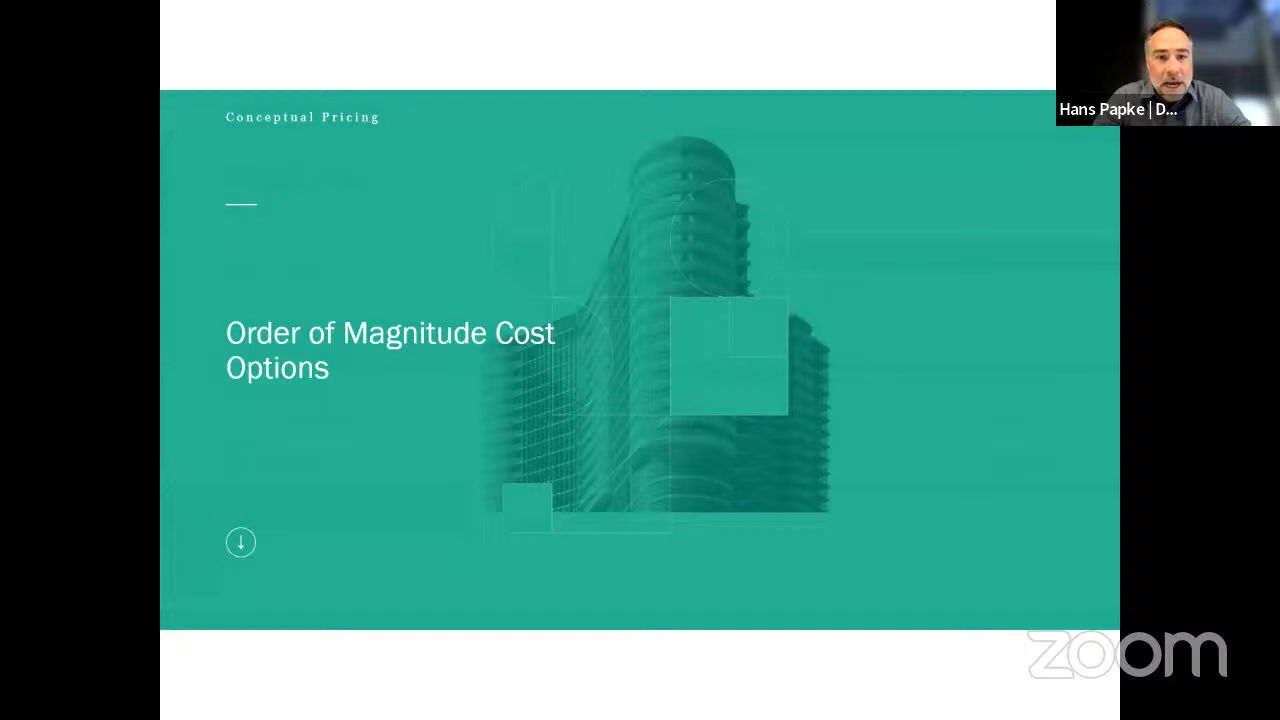 Conceptual Pricing
Hans Papke | D...
Order of Magnitude Cost
Options
zoom